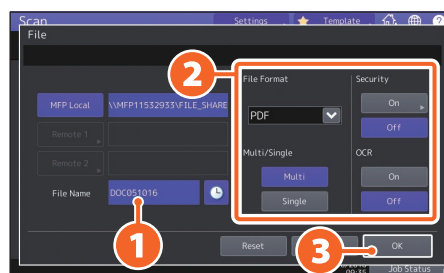 Scan
Settings
Template
File
2
File Format
Security
MFP Local
\\MFP11532933\FILE_SHARE
On
PDF
Off
Remote 1
Remote 2
Multi/Single
OCR
Multi
On
File Name
DOC051016
Single
Off
1
Reset
3
OK
Job Status